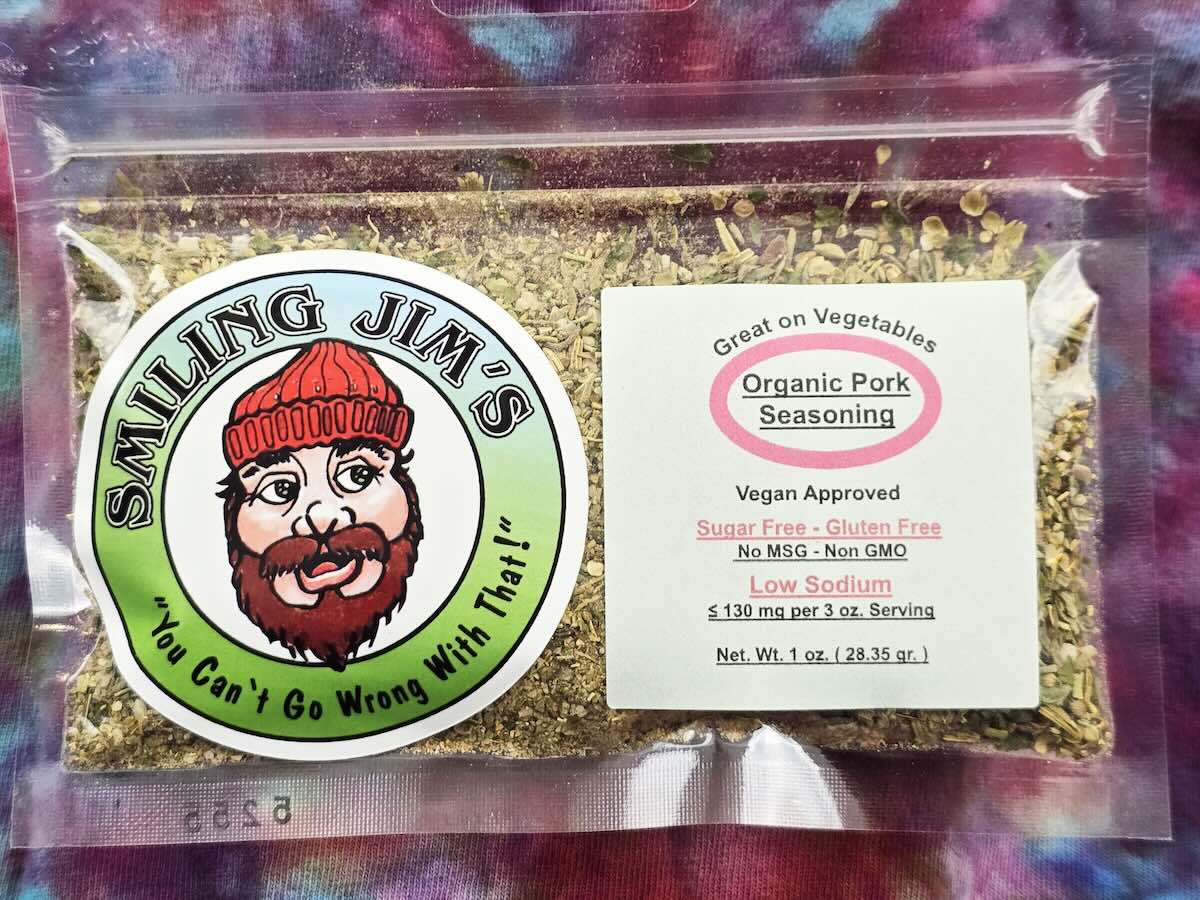 SMILING JIM'S
"You Can't Go Wrong With That!"
Great on Vegetables
Organic Pork
Seasoning
Vegan Approved
Sugar Free - Gluten Free
No MSG - Non GMO
Low Sodium
≤ 130 mg per 3 oz. Serving
Net. Wt. 1 oz. ( 28.35 gr. )
5255